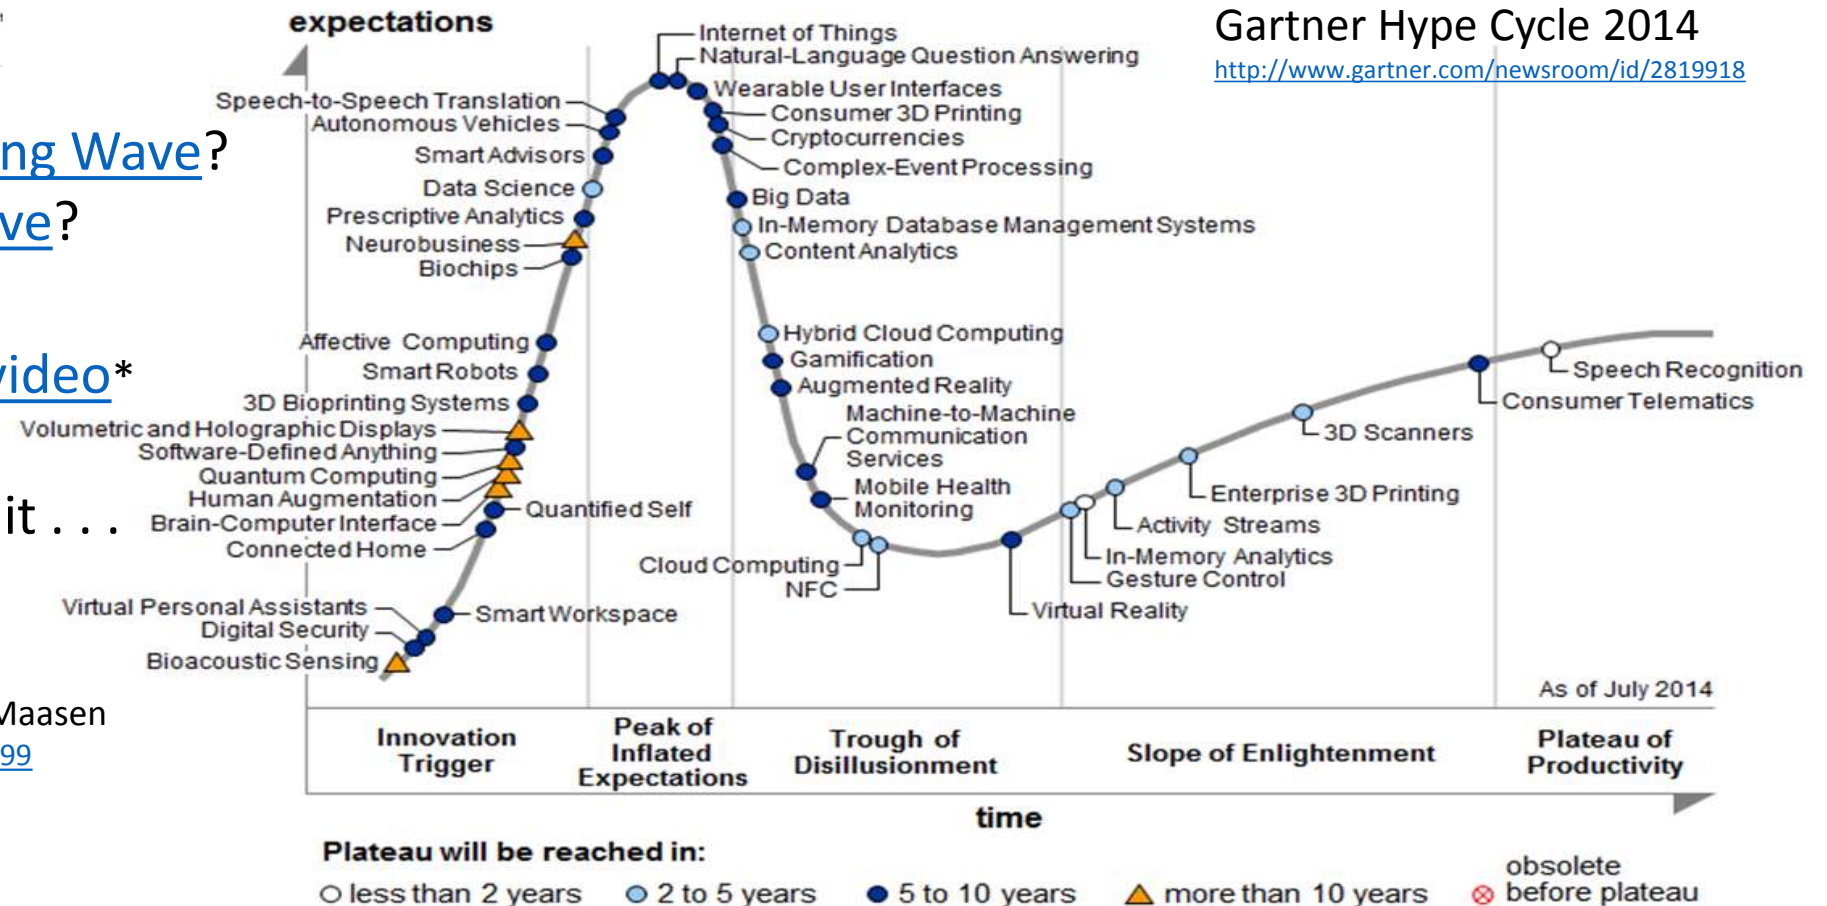 expectations
Gartner Hype Cycle 2014
http://www.gartner.com/newsroom/id/2819918
ng Wave?
ve?
video*
it . . .
Maasen
99
Internet of Things
Natural-Language Question Answering
Wearable User Interfaces
Speech-to-Speech Translation
Consumer 3D Printing
Autonomous Vehicles
Cryptocurrencies
Smart Advisors
Complex-Event Processing
Data Science
Big Data
Prescriptive Analytics
In-Memory Database Management Systems
Neurobusiness
Content Analytics
Biochips
Hybrid Cloud Computing
Affective Computing
Gamification
Smart Robots
Augmented Reality
3D Bioprinting Systems
Machine-to-Machine
Communication
Services
Volumetric and Holographic Displays
Software-Defined Anything
Quantum Computing
Mobile Health
Monitoring
Human Augmentation
Quantified Self
Brain-Computer Interface
Connected Home
Cloud Computing
NFC
Virtual Personal Assistants
Smart Workspace
Digital Security
Bioacoustic Sensing
Virtual Reality
Gesture Control
In-Memory Analytics
Activity Streams
Enterprise 3D Printing
3D Scanners
Consumer Telematics
Speech Recognition
As of July 2014
Innovation
Trigger
Peak of
Inflated
Expectations
Trough of
Disillusionment
Slope of Enlightenment
Plateau of
Productivity
time
Plateau will be reached in:
less than 2 years
2 to 5 years
5 to 10 years
more than 10 years
obsolete
before plateau